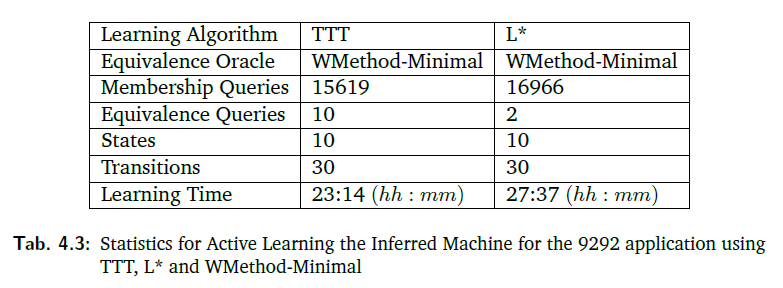 Learning Algorithm TTT L*
Equivalence Oracle WMethod-Minimal WMethod-Minimal
Membership Queries 15619 16966
Equivalence Queries 10 2
States 10 10
Transitions 30 30
Learning Time 23:14 (hh : mm) 27:37 (hh : mm)
Tab. 4.3: Statistics for Active Learning the Inferred Machine for the 9292 application using
TTT, L* and WMethod-Minimal